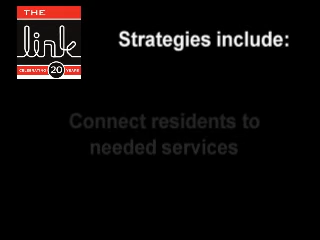 THE
link
CELEBRATING 20 YEARS
Strategies include:
Connect residents to
needed services